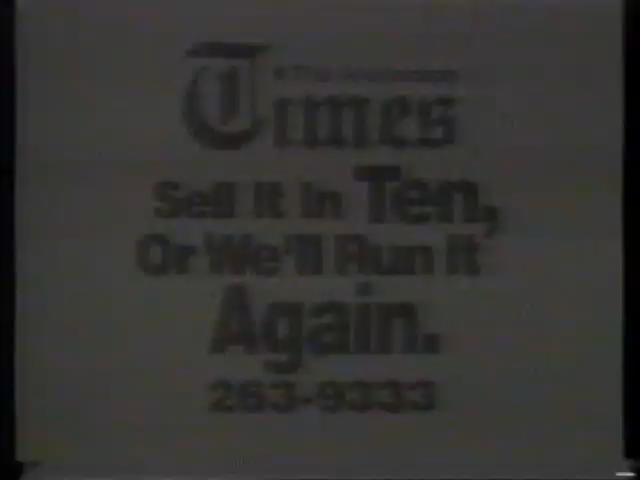 Times
Sell It In Ten,
Or We'll Run It
Again.
263-9333